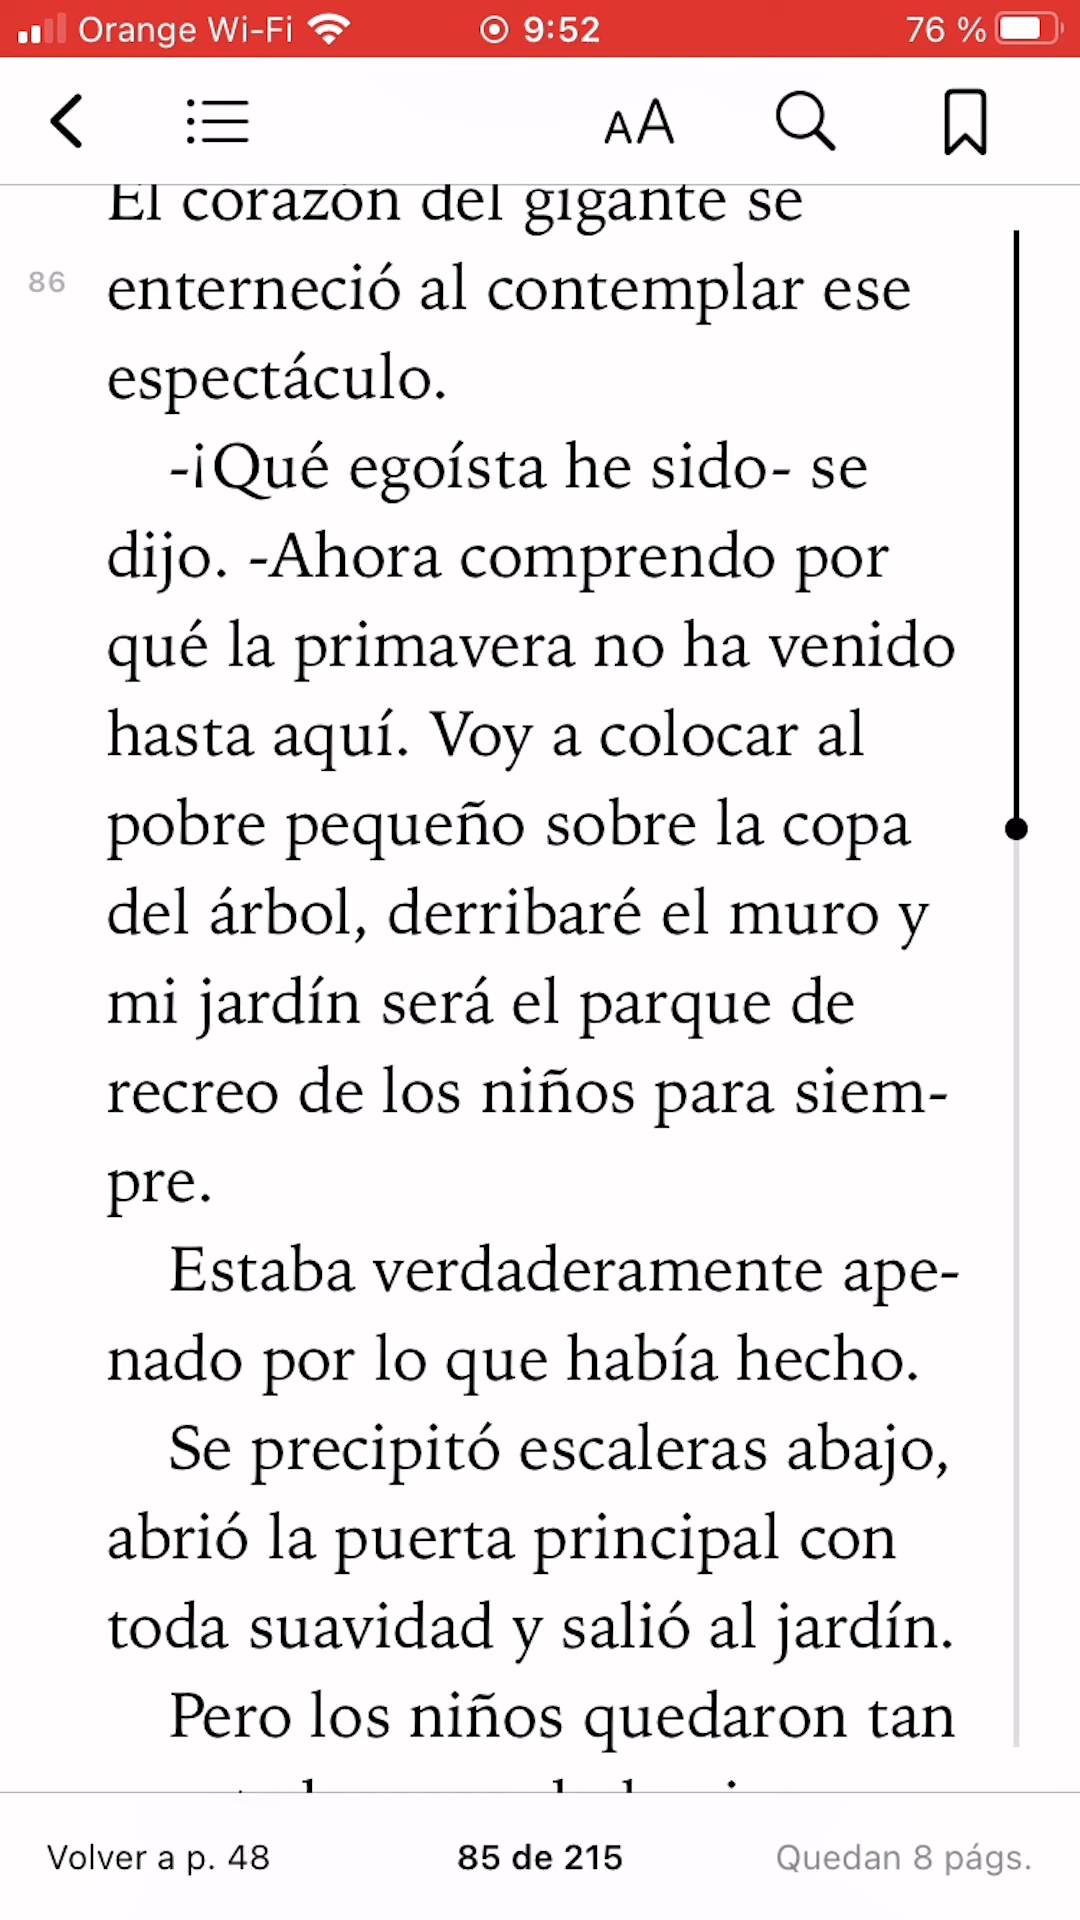 Orange Wi-Fi 9:52 76 %
AA
El corazón del gigante se
86 enterneció al contemplar ese
espectáculo.
-¡Qué egoísta he sido- se
dijo. -Ahora comprendo por
qué la primavera no ha venido
hasta aquí. Voy a colocar al
pobre pequeño sobre la copa
del árbol, derribaré el muro y
mi jardín será el parque de
recreo de los niños para siem-
pre.
Estaba verdaderamente ape-
nado por lo que había hecho.
Se precipitó escaleras abajo,
abrió la puerta principal con
toda suavidad y salió al jardín.
Pero los niños quedaron tan
Volver a p. 48 85 de 215 Quedan 8 págs.